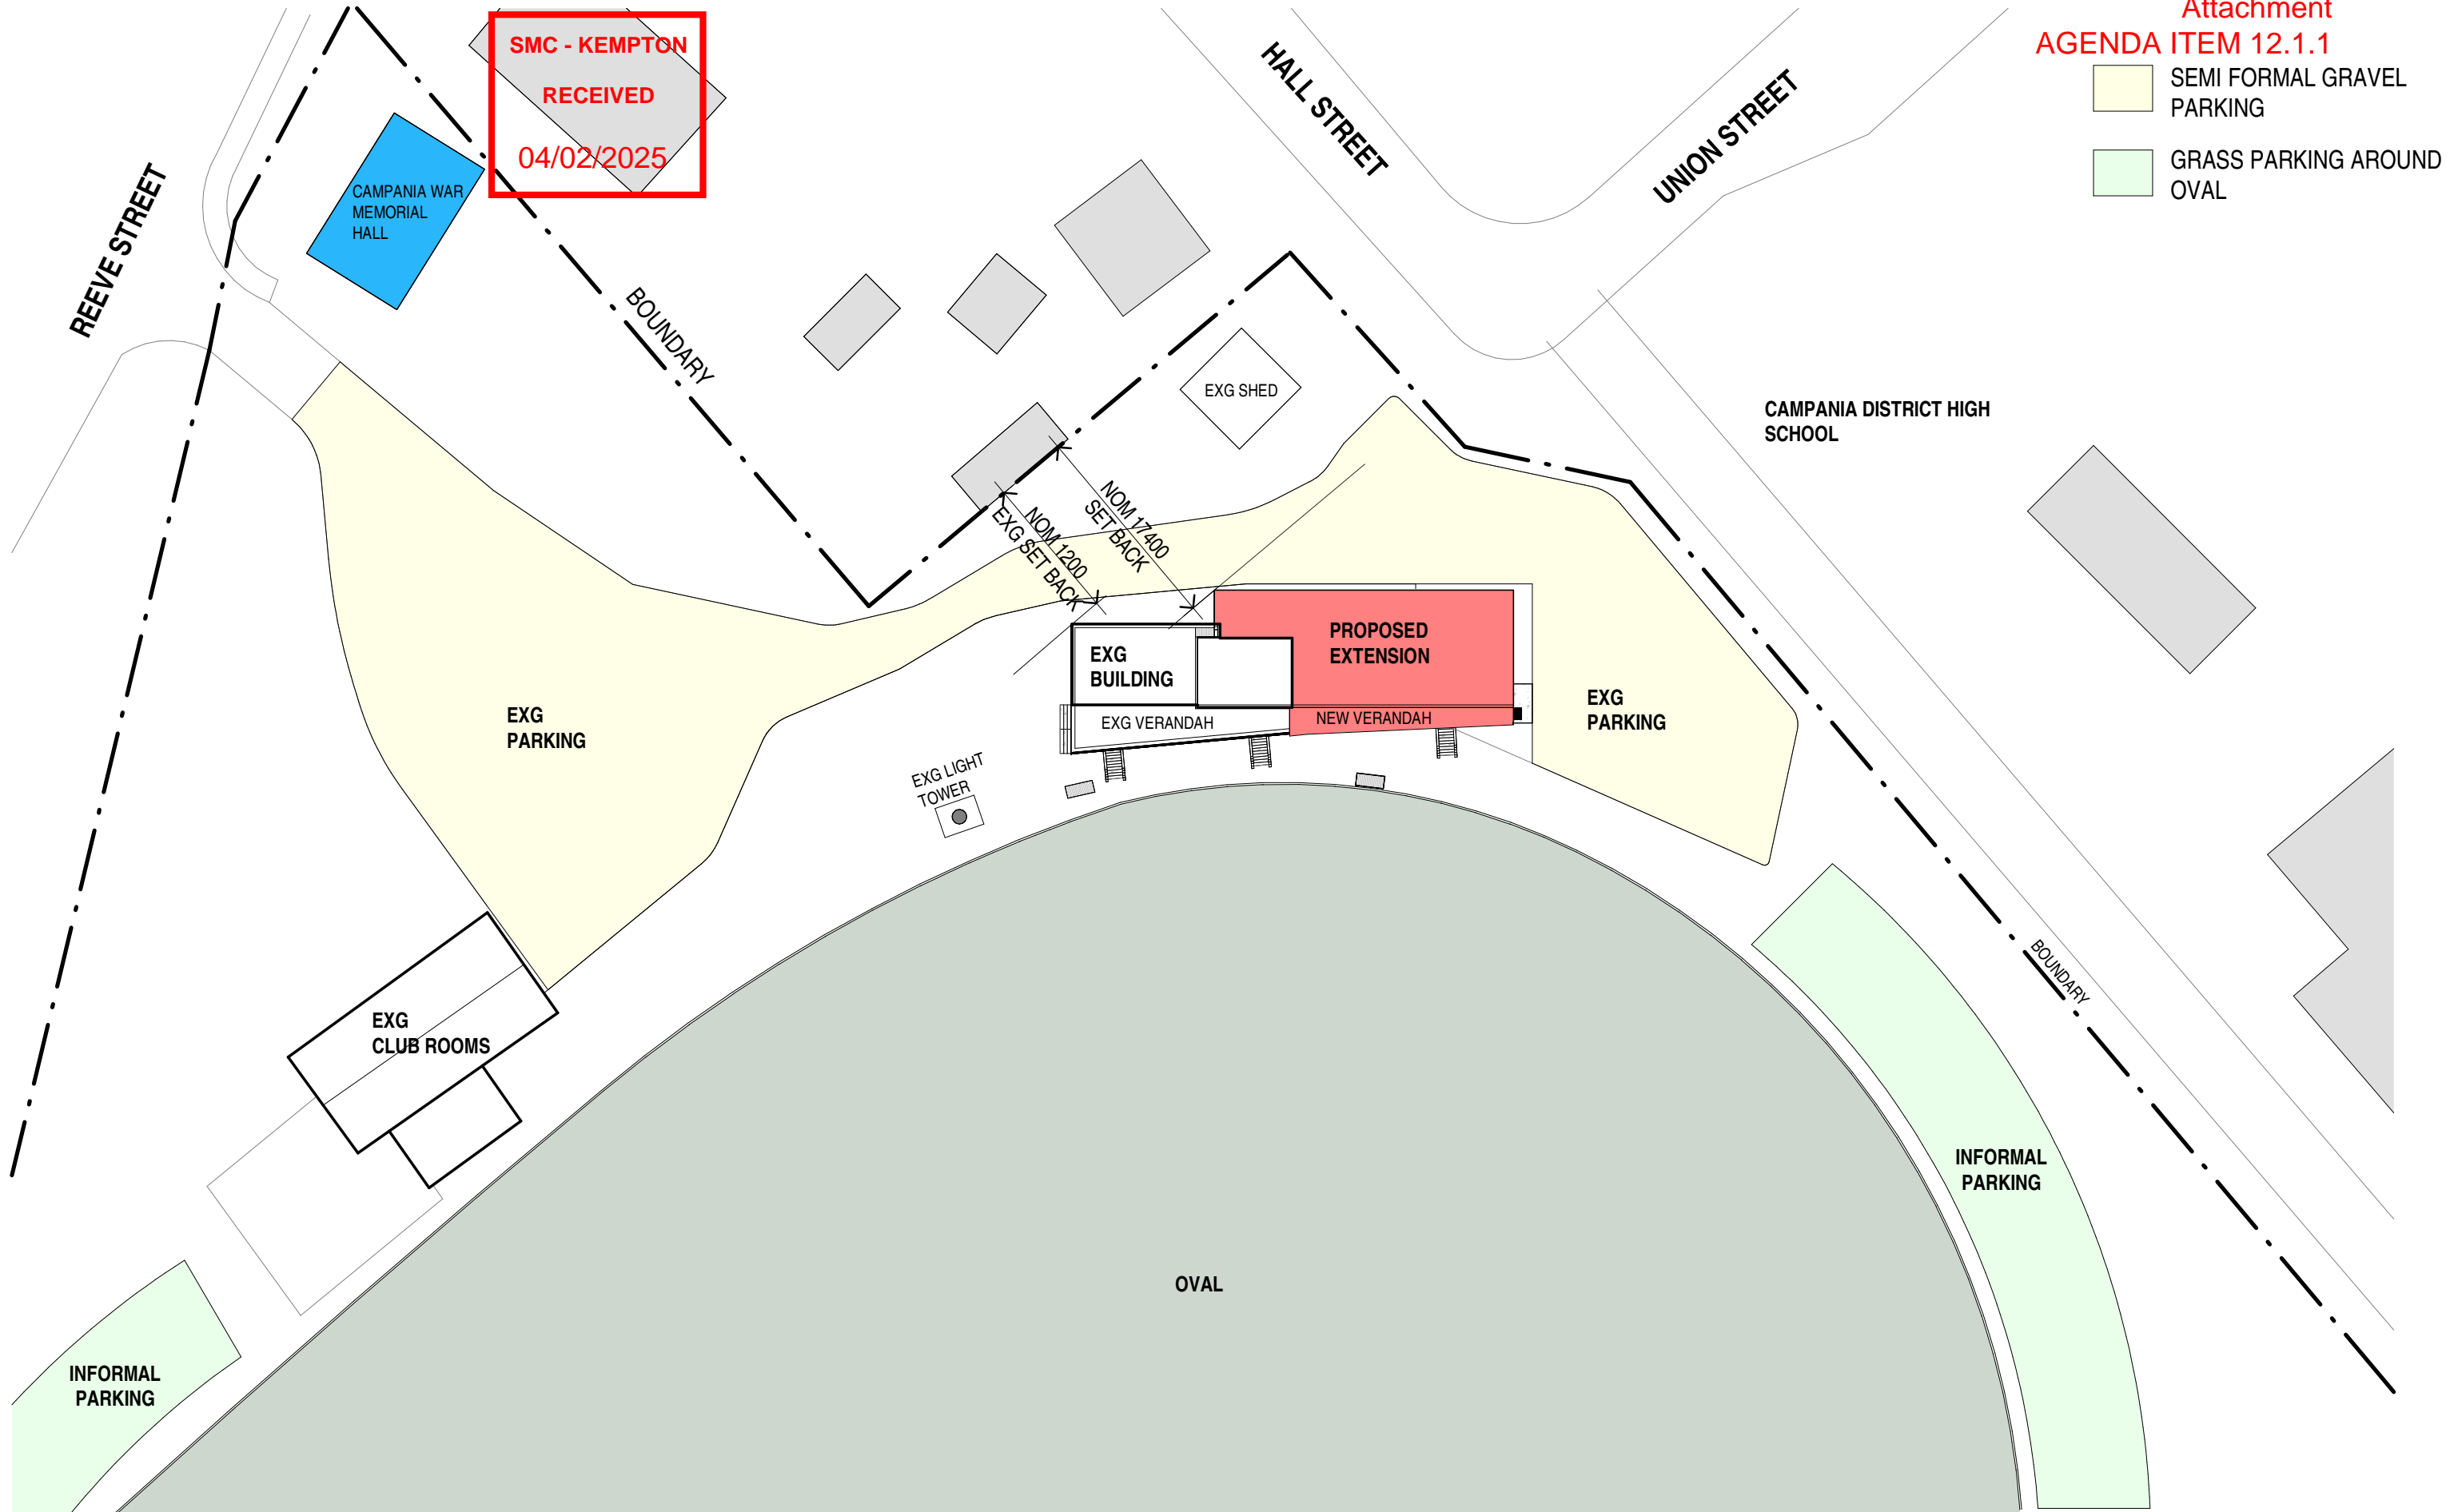 Attachment
AGENDA ITEM 12.1.1
SEMI FORMAL GRAVEL
PARKING
GRASS PARKING AROUND
OVAL
SMC - KEMPTON
RECEIVED
04/02/2025
HALL STREET
UNION STREET
REEVE STREET
CAMPANIA WAR
MEMORIAL
HALL
BOUNDARY
EXG SHED
CAMPANIA DISTRICT HIGH
SCHOOL
NOM 17400
SET BACK
NOM 1200
EXG SET BACK
PROPOSED
EXTENSION
EXG
BUILDING
EXG
PARKING
EXG
PARKING
EXG VERANDAH
NEW VERANDAH
EXG LIGHT
TOWER
BOUNDARY
EXG
CLUB ROOMS
INFORMAL
PARKING
OVAL
INFORMAL
PARKING